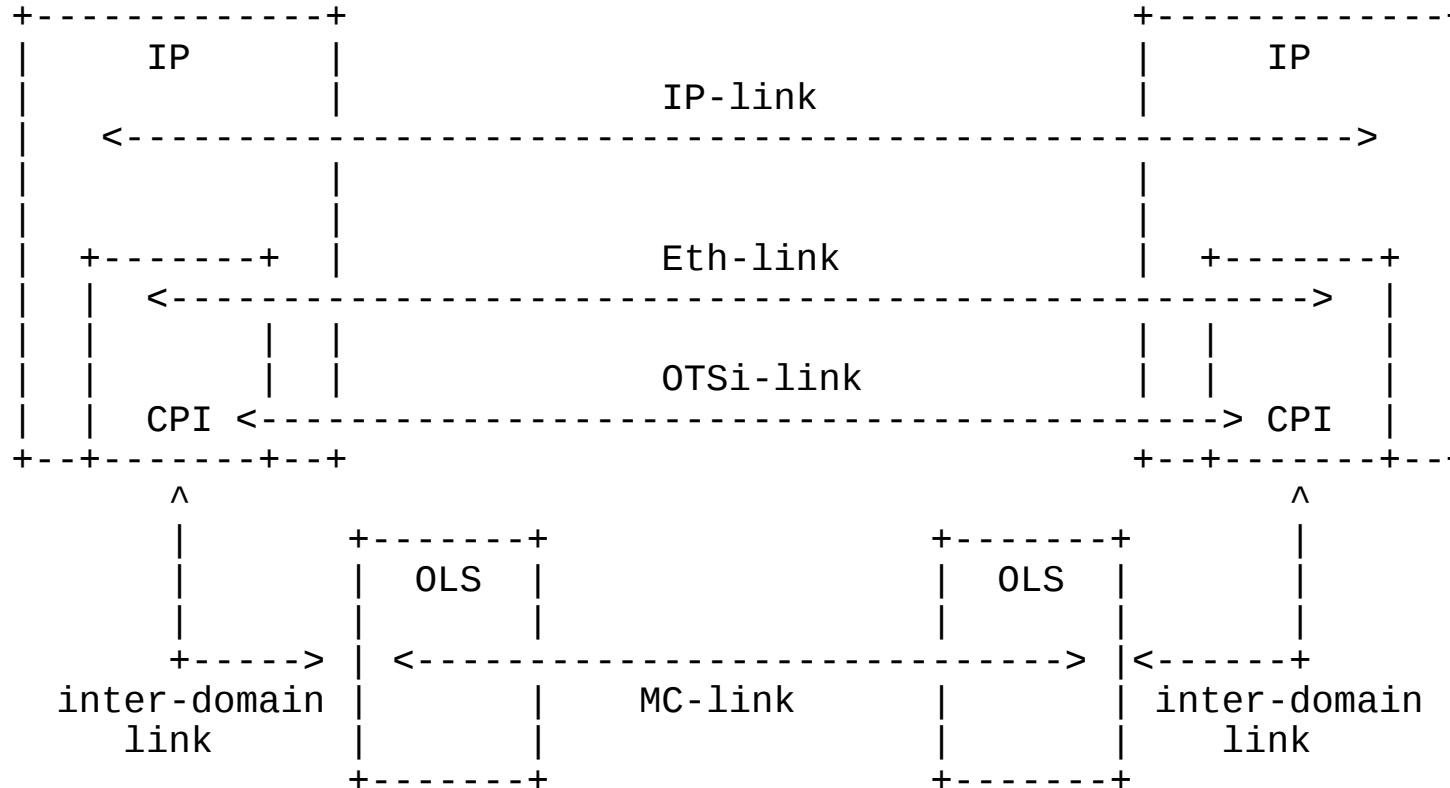 IP IP
IP-link
Eth-link
OTSi-link
CPI CPI
OLS OLS
inter-domain MC-link inter-domain
link link